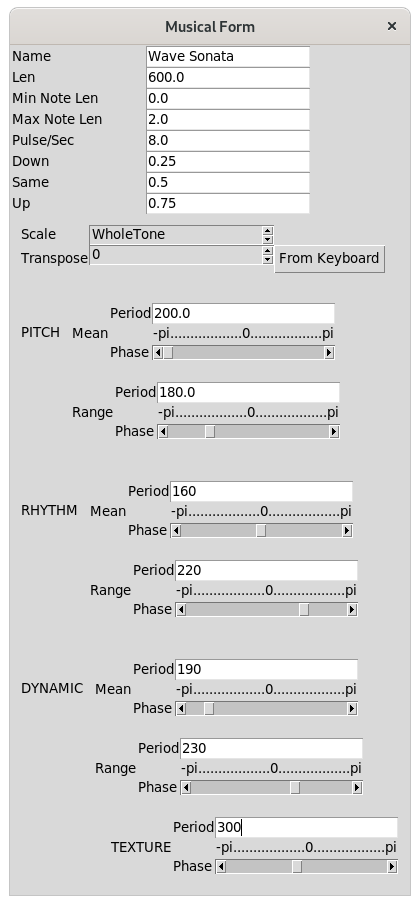 Musical Form ×
Name Wave Sonata
Len 600.0
Min Note Len 0.0
Max Note Len 2.0
Pulse/Sec 8.0
Down 0.25
Same 0.5
Up 0.75
Scale WholeTone
Transpose 0 From Keyboard
Period 200.0
PITCH Mean -pi..................0..................pi
Phase
Period 180.0
Range -pi..................0..................pi
Phase
Period 160
RHYTHM Mean -pi..................0..................pi
Phase
Period 220
Range -pi..................0..................pi
Phase
Period 190
DYNAMIC Mean -pi..................0..................pi
Phase
Period 230
Range -pi..................0..................pi
Phase
Period 300
TEXTURE -pi..................0..................pi
Phase